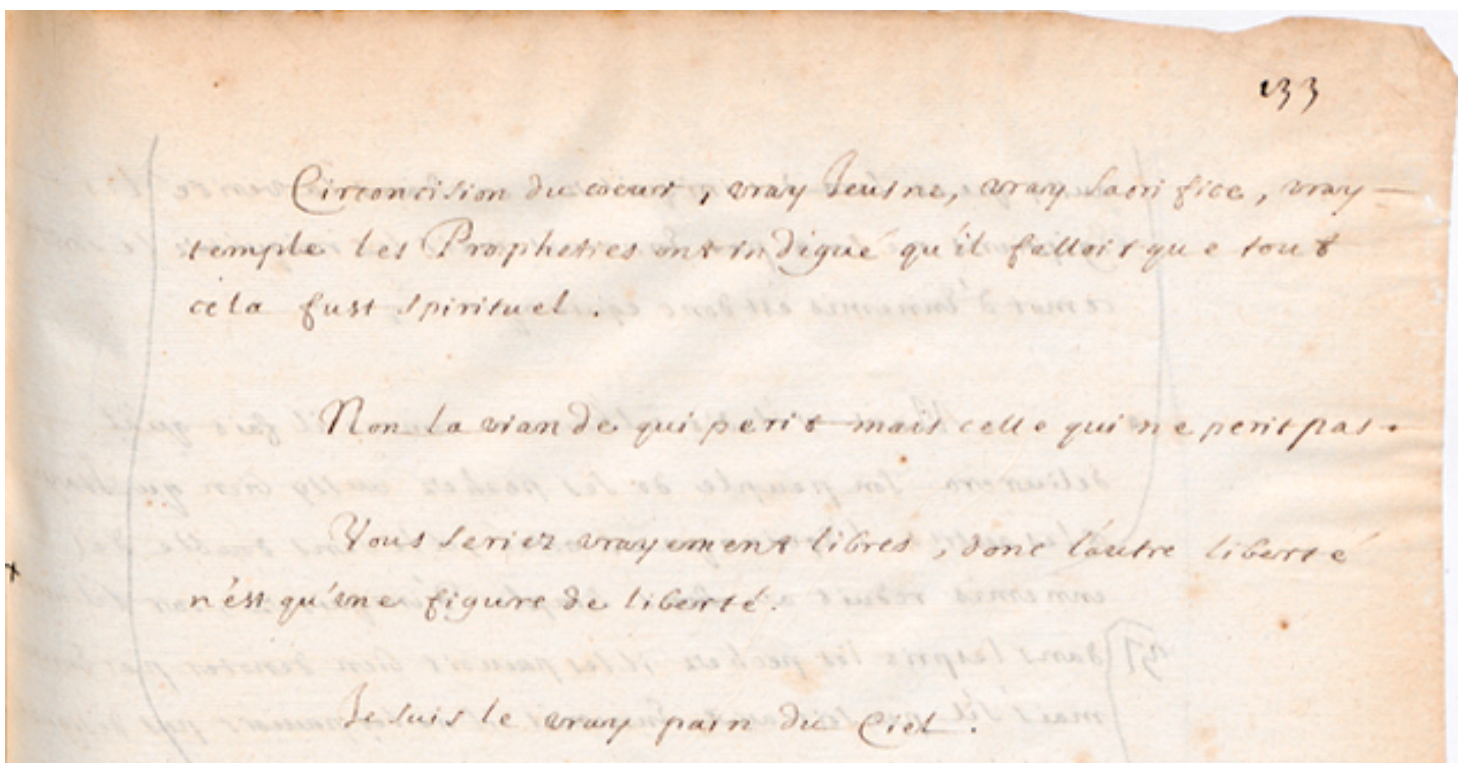 133
Circoncision du coeur, vray Jeusne, vray sacrifice, vray
temple les Propheties ont indiqué qu'il falloit que tout
cela fust spirituel.
Non la viande qui perit mais celle qui ne perit pas.
Vous seriez vrayement libres, donc l'autre liberté
n'est qu'une figure de liberté.
Je suis le vray pain du Ciel.